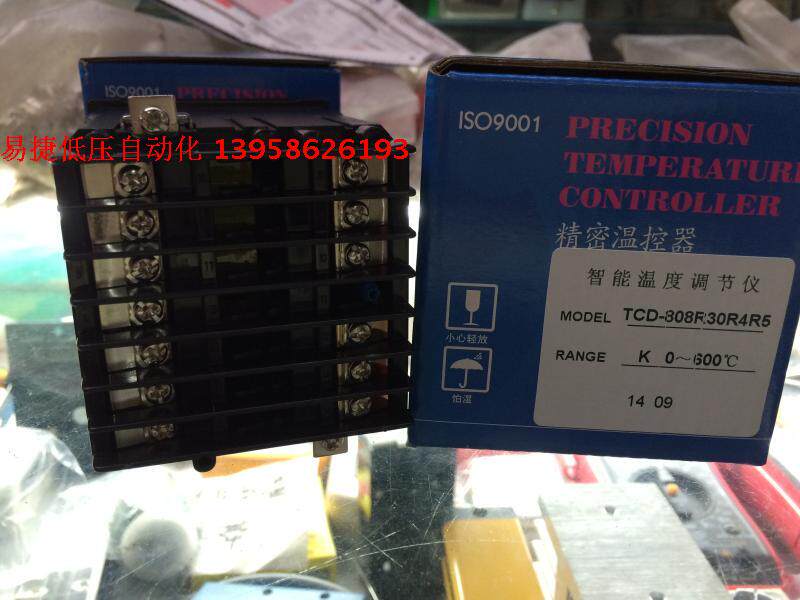 ISO9001 PRECISION
易捷低压自动化 13958626193
ISO9001 PRECISION
TEMPERATURE
CONTROLLER
精密温控器
智能温度调节仪
MODEL TCD-808R30R4R5
RANGE K 0～600℃
14 09
小心轻放
怕湿